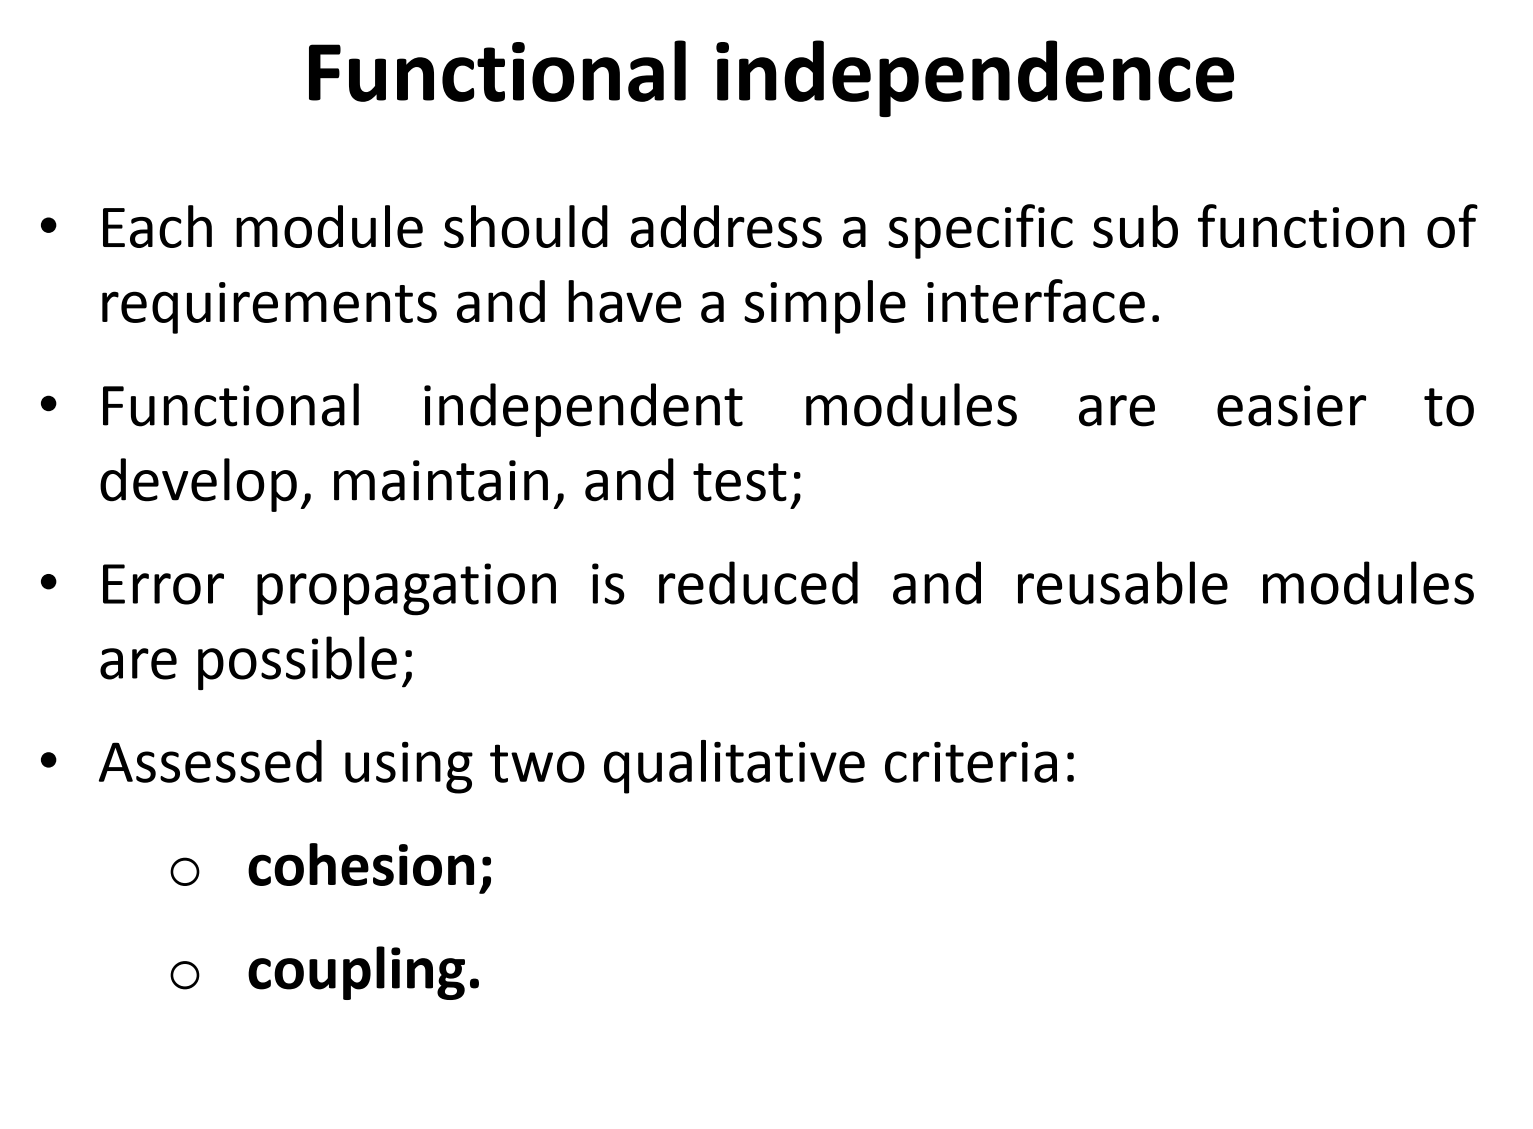 Functional independence
• Each module should address a specific sub function of
requirements and have a simple interface.
• Functional independent modules are easier to
develop, maintain, and test;
• Error propagation is reduced and reusable modules
are possible;
• Assessed using two qualitative criteria:
o cohesion;
o coupling.